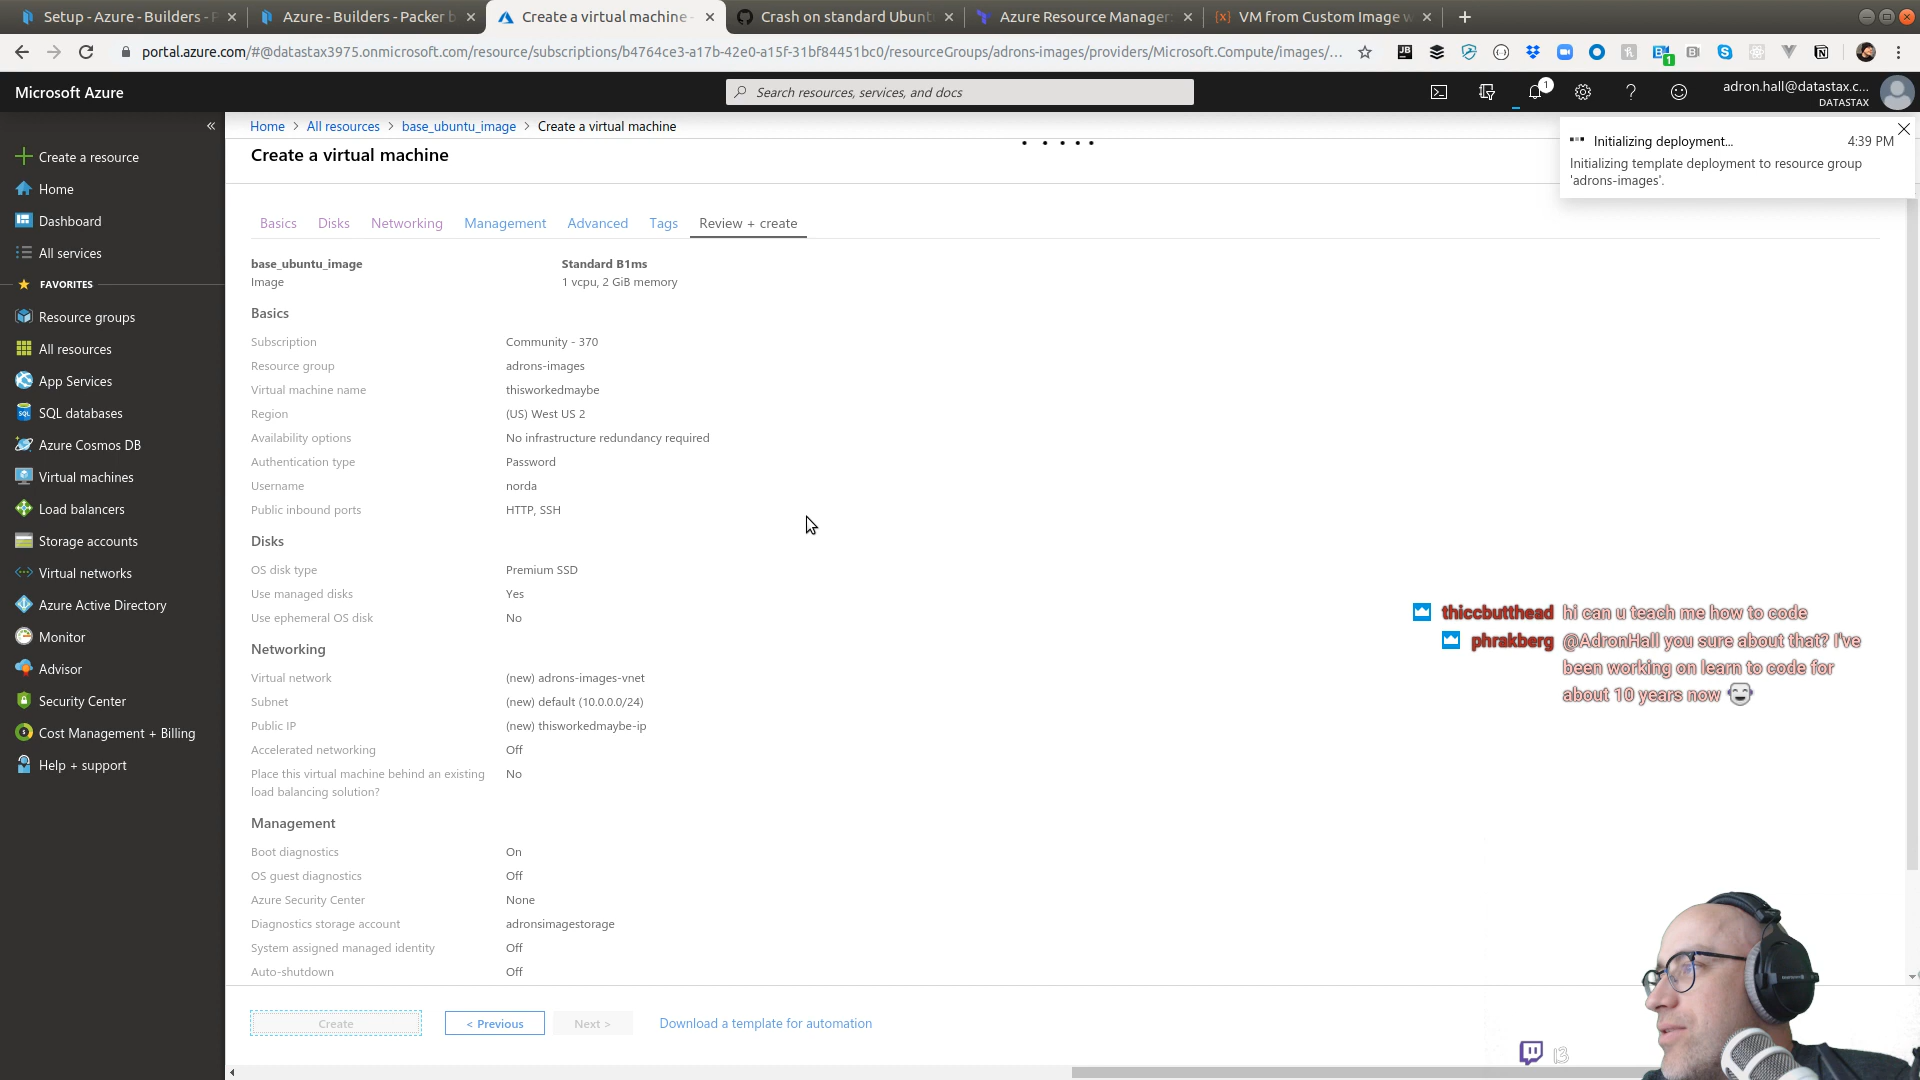 Setup - Azure - Builders - P
Azure - Builders - Packer b
Create a virtual machine -
Crash on standard Ubunt
Azure Resource Manager:
VM from Custom Image w
portal.azure.com/#@datastax3975.onmicrosoft.com/resource/subscriptions/b4764ce3-a17b-42e0-a15f-31bf84451bc0/resourceGroups/adrons-images/providers/Microsoft.Compute/images/...
Microsoft Azure
Search resources, services, and docs
1
adron.hall@datastax.c...
DATASTAX
Home > All resources > base_ubuntu_image > Create a virtual machine
Create a virtual machine
Initializing deployment...
4:39 PM
Initializing template deployment to resource group
'adrons-images'.
Create a resource
Home
Dashboard
All services
FAVORITES
Resource groups
All resources
App Services
SQL databases
Azure Cosmos DB
Virtual machines
Load balancers
Storage accounts
Virtual networks
Azure Active Directory
Monitor
Advisor
Security Center
Cost Management + Billing
Help + support
Basics Disks Networking Management Advanced Tags Review + create
base_ubuntu_image
Image
Standard B1ms
1 vcpu, 2 GiB memory
Basics
Subscription Community - 370
Resource group adrons-images
Virtual machine name thisworkedmaybe
Region (US) West US 2
Availability options No infrastructure redundancy required
Authentication type Password
Username norda
Public inbound ports HTTP, SSH
Disks
OS disk type Premium SSD
Use managed disks Yes
Use ephemeral OS disk No
Networking
Virtual network (new) adrons-images-vnet
Subnet (new) default (10.0.0.0/24)
Public IP (new) thisworkedmaybe-ip
Accelerated networking Off
Place this virtual machine behind an existing No
load balancing solution?
Management
Boot diagnostics On
OS guest diagnostics Off
Azure Security Center None
Diagnostics storage account adronsimagestorage
System assigned managed identity Off
Auto-shutdown Off
Create
< Previous
Next >
Download a template for automation
thiccbutthead hi can u teach me how to code
phrakberg @AdronHall you sure about that? I've
been working on learn to code for
about 10 years now
13